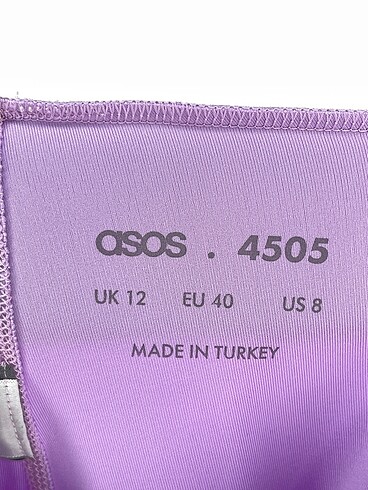 asos . 4505
UK 12 EU 40 US 8
MADE IN TURKEY